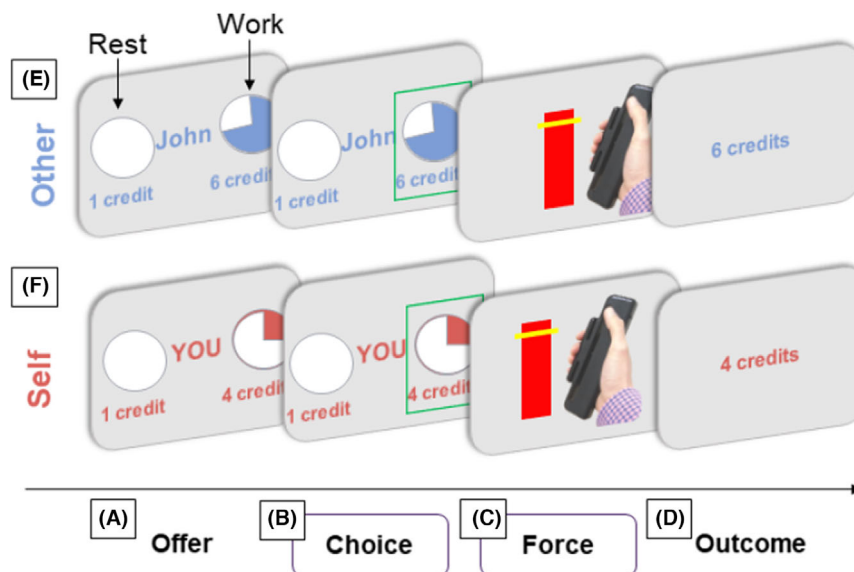 Rest
Work
(E)
Other
John
1 credit
6 credit
John
1 credit
6 credit
6 credits
(F)
Self
YOU
1 credit
4 credit
YOU
1 credit
4 credit
4 credits
(A)
Offer
(B)
Choice
(C)
Force
(D)
Outcome